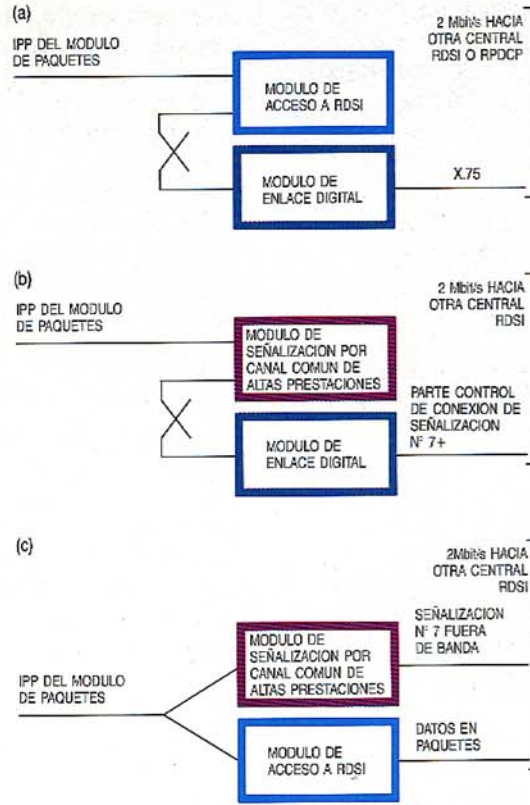 (a)
2 Mbit/s HACIA
OTRA CENTRAL
RDSI O RPDCP
IPP DEL MODULO
DE PAQUETES
MODULO DE
ACCESO A RDSI
MODULO DE
ENLACE DIGITAL
X.75
(b)
2 Mbit/s HACIA
OTRA CENTRAL
RDSI
IPP DEL MODULO
DE PAQUETES
MODULO DE
SEÑALIZACION POR
CANAL COMUN DE
ALTAS PRESTACIONES
PARTE CONTROL
DE CONEXION DE
SEÑALIZACION
N° 7+
MODULO DE
ENLACE DIGITAL
(c)
2Mbit/s HACIA
OTRA CENTRAL
RDSI
SEÑALIZACION
N° 7 FUERA
DE BANDA
MODULO DE
SEÑALIZACION POR
CANAL COMUN DE
ALTAS PRESTACIONES
IPP DEL MODULO
DE PAQUETES
MODULO DE
ACCESO A RDSI
DATOS EN
PAQUETES